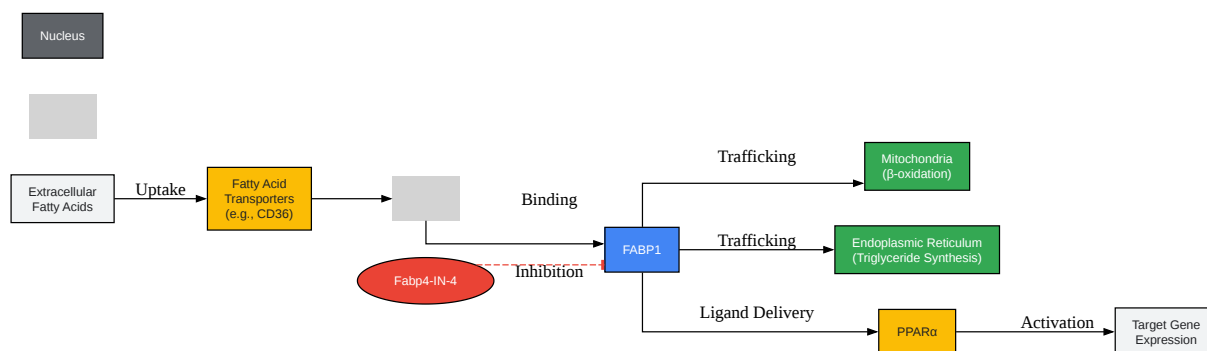 Nucleus
Extracellular
Fatty Acids
Uptake
Fatty Acid
Transporters
(e.g., CD36)
Binding
Fabp4-IN-4
Inhibition
FABP1
Trafficking
Mitochondria
(β-oxidation)
Trafficking
Endoplasmic Reticulum
(Triglyceride Synthesis)
Ligand Delivery
PPARα
Activation
Target Gene
Expression